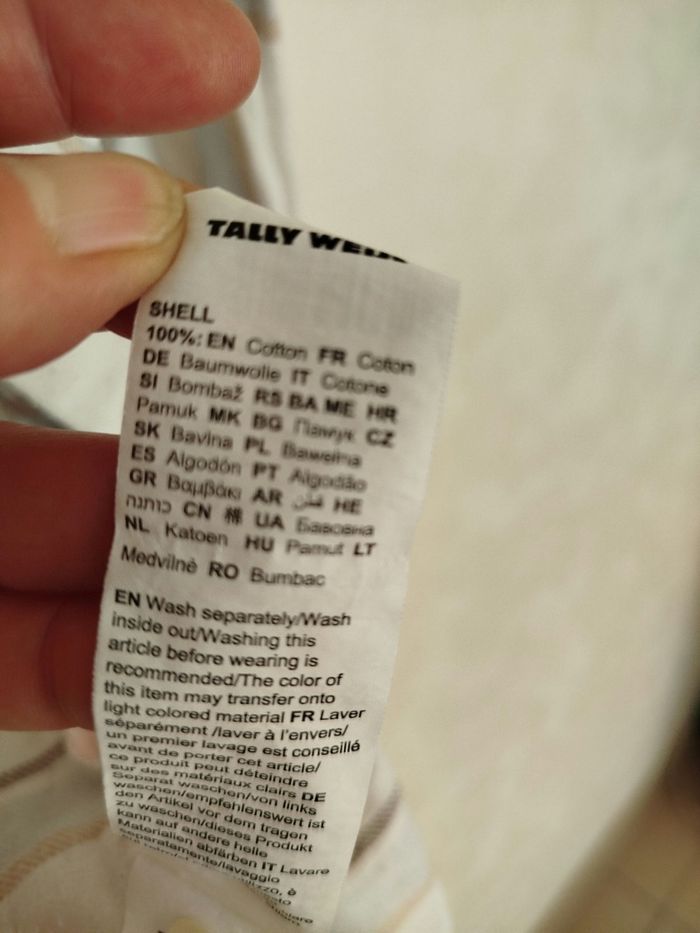 TALLY
SHELL
100%: EN Cotton FR Coton
DE Baumwolle IT Cotone
SI Bombaž RS BA ME HR
Pamuk MK BG Памук CZ
SK Bavlna PL Bawełna
ES Algodón PT Algodão
GR Βαμβάκι AR قطن HE
כותנה CN 棉 UA Бавовна
NL Katoen HU Pamut LT
Medvilnė RO Bumbac
EN Wash separately/Wash
inside out/Washing this
article before wearing is
recommended/The color of
this item may transfer onto
light colored material FR Laver
séparément /laver à l'envers/
un premier lavage est conseillé
avant de porter cet article/
ce produit peut déteindre
sur des matériaux clairs DE
Separat waschen/von links
waschen/empfehlenswert ist
den Artikel vor dem tragen
zu waschen/dieses Produkt
kann auf andere helle
Materialien abfärben IT Lavare
separatamente/lavaggio